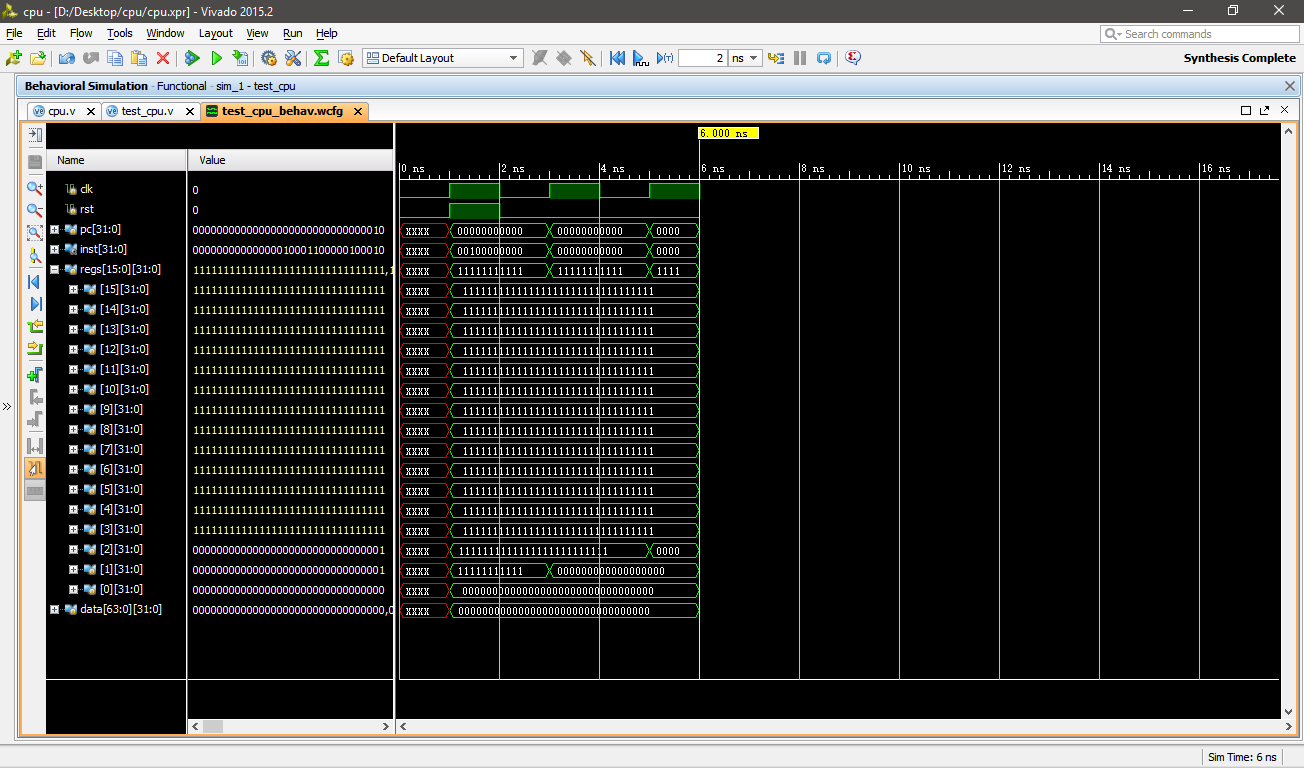 cpu - [D:/Desktop/cpu/cpu.xpr] - Vivado 2015.2
File Edit Flow Tools Window Layout View Run Help
Search commands
Default Layout 2 ns Synthesis Complete
Behavioral Simulation - Functional - sim_1 - test_cpu
cpu.v test_cpu.v test_cpu_behav.wcfg
6.000 ns
Name Value
0 ns 2 ns 4 ns 6 ns 8 ns 10 ns 12 ns 14 ns 16 ns
clk 0
rst 0
pc[31:0] 00000000000000000000000000000010 XXXX 00000000000 00000000000 0000
inst[31:0] 00000000000000010001100000100010 XXXX 00100000000 00000000000 0000
regs[15:0][31:0] 11111111111111111111111111111111,1 XXXX 11111111111 11111111111 1111
[15][31:0] 11111111111111111111111111111111 XXXX 11111111111111111111111111111111
[14][31:0] 11111111111111111111111111111111 XXXX 11111111111111111111111111111111
[13][31:0] 11111111111111111111111111111111 XXXX 11111111111111111111111111111111
[12][31:0] 11111111111111111111111111111111 XXXX 11111111111111111111111111111111
[11][31:0] 11111111111111111111111111111111 XXXX 11111111111111111111111111111111
[10][31:0] 11111111111111111111111111111111 XXXX 11111111111111111111111111111111
[9][31:0] 11111111111111111111111111111111 XXXX 11111111111111111111111111111111
[8][31:0] 11111111111111111111111111111111 XXXX 11111111111111111111111111111111
[7][31:0] 11111111111111111111111111111111 XXXX 11111111111111111111111111111111
[6][31:0] 11111111111111111111111111111111 XXXX 11111111111111111111111111111111
[5][31:0] 11111111111111111111111111111111 XXXX 11111111111111111111111111111111
[4][31:0] 11111111111111111111111111111111 XXXX 11111111111111111111111111111111
[3][31:0] 11111111111111111111111111111111 XXXX 11111111111111111111111111111111
[2][31:0] 00000000000000000000000000000001 XXXX 1111111111111111111111111 0000
[1][31:0] 00000000000000000000000000000001 XXXX 11111111111 000000000000000000
[0][31:0] 00000000000000000000000000000000 XXXX 00000000000000000000000000000000
data[63:0][31:0] 00000000000000000000000000000000,0 XXXX 00000000000000000000000000000000
Sim Time: 6 ns